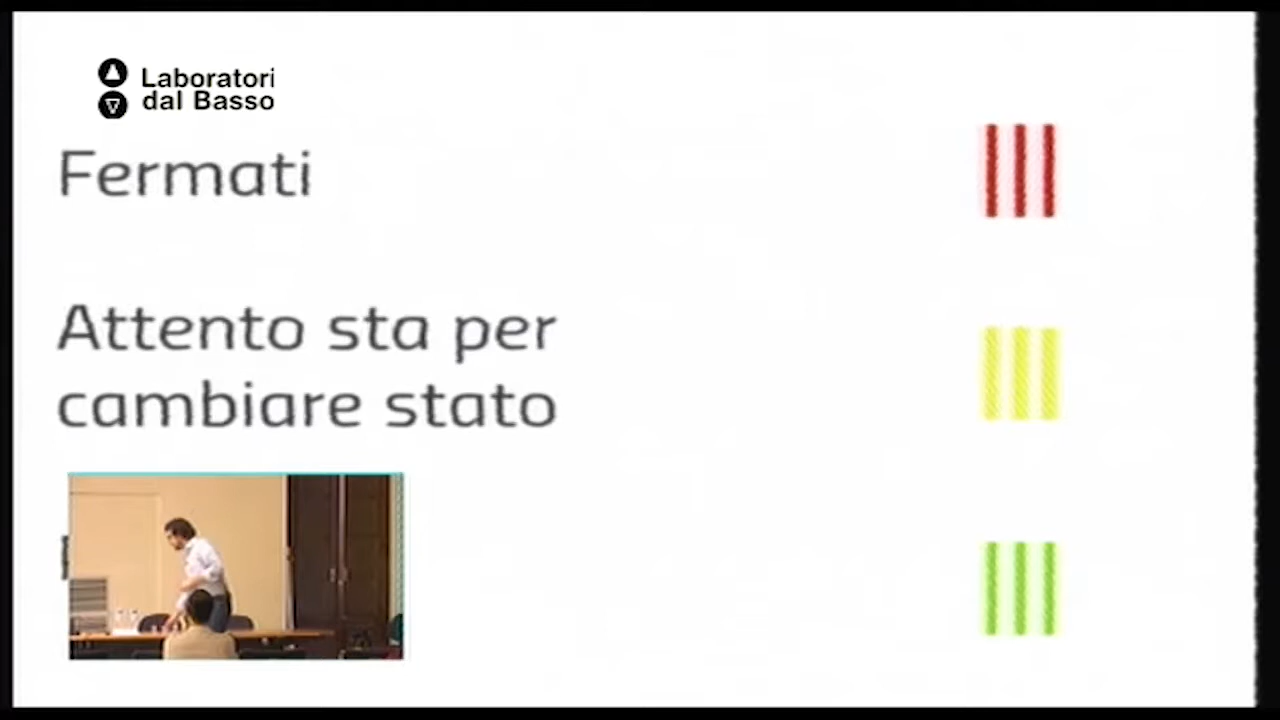 Laboratori
dal Basso
Fermati
Attento sta per
cambiare stato